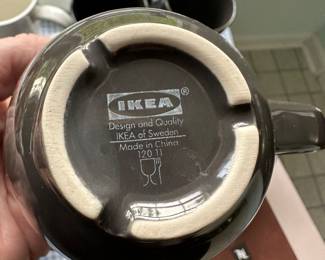 IKEA®
Design and Quality
IKEA of Sweden
Made in China
120 11